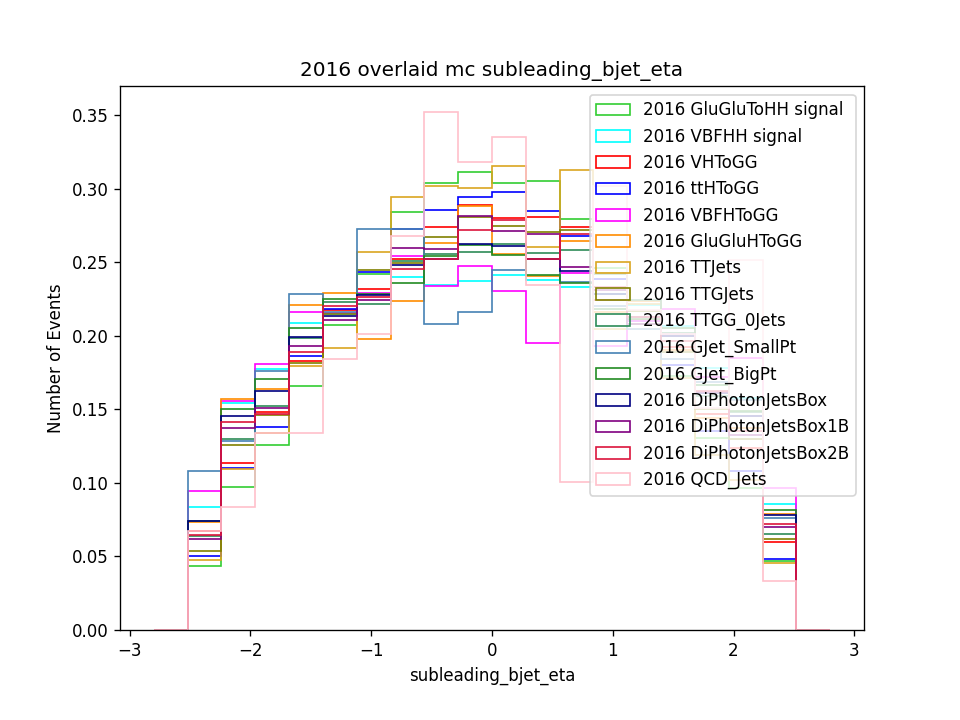 2016 overlaid mc subleading_bjet_eta
Number of Events
0.35
0.30
0.25
0.20
0.15
0.10
0.05
0.00
2016 GluGluToHH signal
2016 VBFHH signal
2016 VHToGG
2016 ttHToGG
2016 VBFHToGG
2016 GluGluHToGG
2016 TTJets
2016 TTGJets
2016 TTGG_0Jets
2016 GJet_SmallPt
2016 GJet_BigPt
2016 DiPhotonJetsBox
2016 DiPhotonJetsBox1B
2016 DiPhotonJetsBox2B
2016 QCD_Jets
−3 −2 −1 0 1 2 3
subleading_bjet_eta